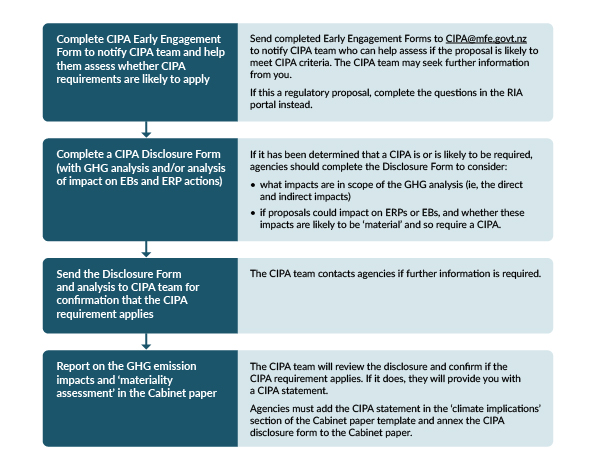 Complete CIPA Early Engagement
Form to notify CIPA team and help
them assess whether CIPA
requirements are likely to apply
Send completed Early Engagement Forms to CIPA@mfe.govt.nz
to notify CIPA team who can help assess if the proposal is likely to
meet CIPA criteria. The CIPA team may seek further information
from you.
If this a regulatory proposal, complete the questions in the RIA
portal instead.
Complete a CIPA Disclosure Form
(with GHG analysis and/or analysis
of impact on EBs and ERP actions)
If it has been determined that a CIPA is or is likely to be required,
agencies should complete the Disclosure Form to consider:
• what impacts are in scope of the GHG analysis (ie, the direct
and indirect impacts)
• if proposals could impact on ERPs or EBs, and whether these
impacts are likely to be ‘material’ and so require a CIPA.
Send the Disclosure Form
and analysis to CIPA team for
confirmation that the CIPA
requirement applies
The CIPA team contacts agencies if further information is required.
Report on the GHG emission
impacts and ‘materiality
assessment’ in the Cabinet paper
The CIPA team will review the disclosure and confirm if the
CIPA requirement applies. If it does, they will provide you with
a CIPA statement.
Agencies must add the CIPA statement in the ‘climate implications’
section of the Cabinet paper template and annex the CIPA
disclosure form to the Cabinet paper.